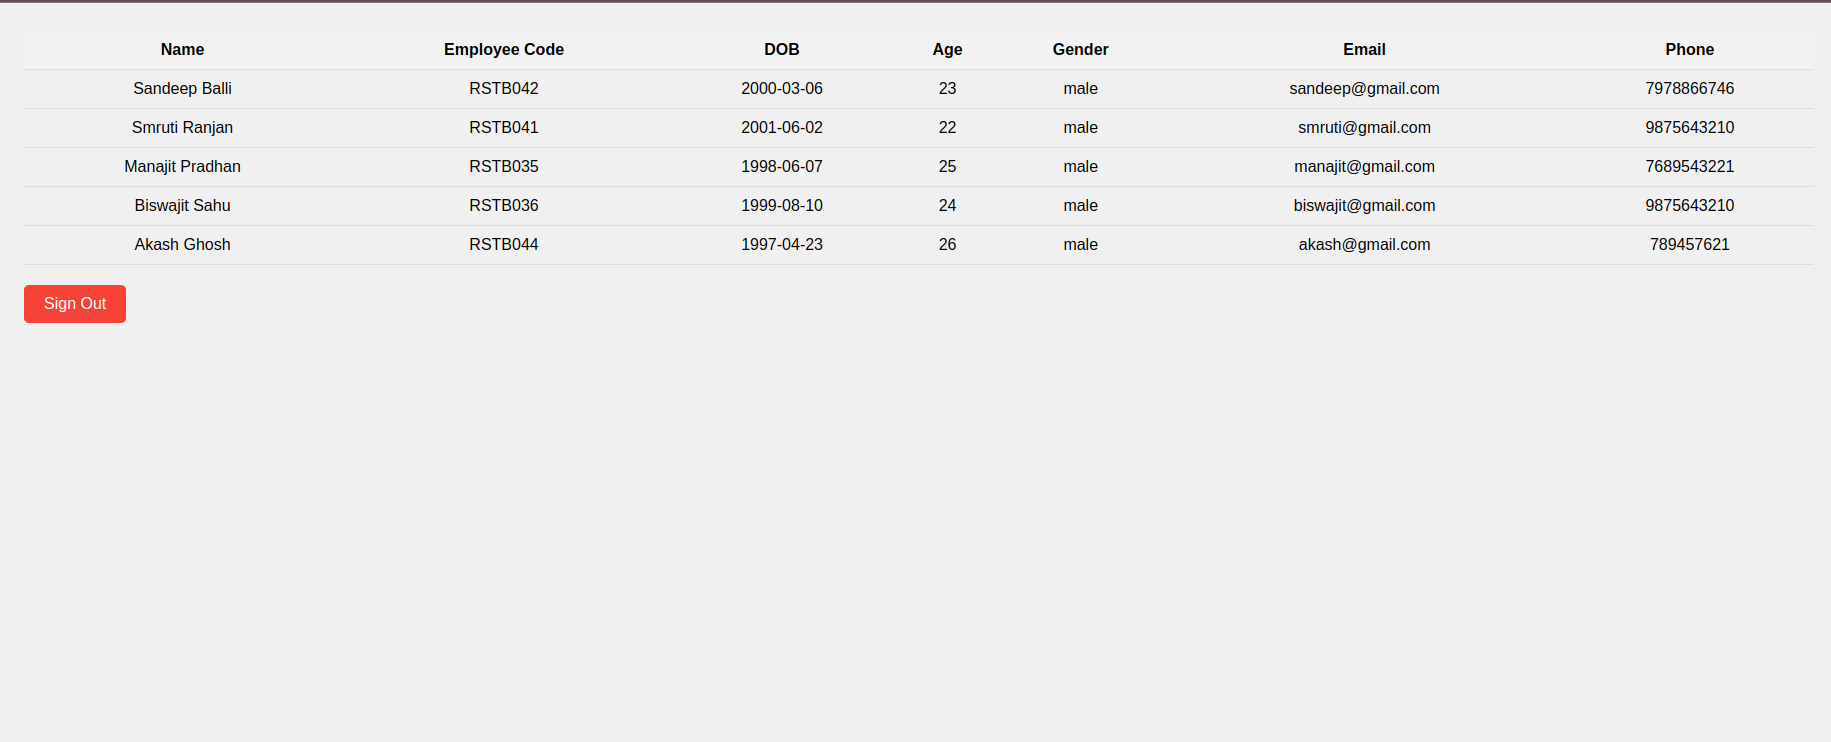 Name Employee Code DOB Age Gender Email Phone
Sandeep Balli RSTB042 2000-03-06 23 male sandeep@gmail.com 7978866746
Smruti Ranjan RSTB041 2001-06-02 22 male smruti@gmail.com 9875643210
Manajit Pradhan RSTB035 1998-06-07 25 male manajit@gmail.com 7689543221
Biswajit Sahu RSTB036 1999-08-10 24 male biswajit@gmail.com 9875643210
Akash Ghosh RSTB044 1997-04-23 26 male akash@gmail.com 789457621
Sign Out